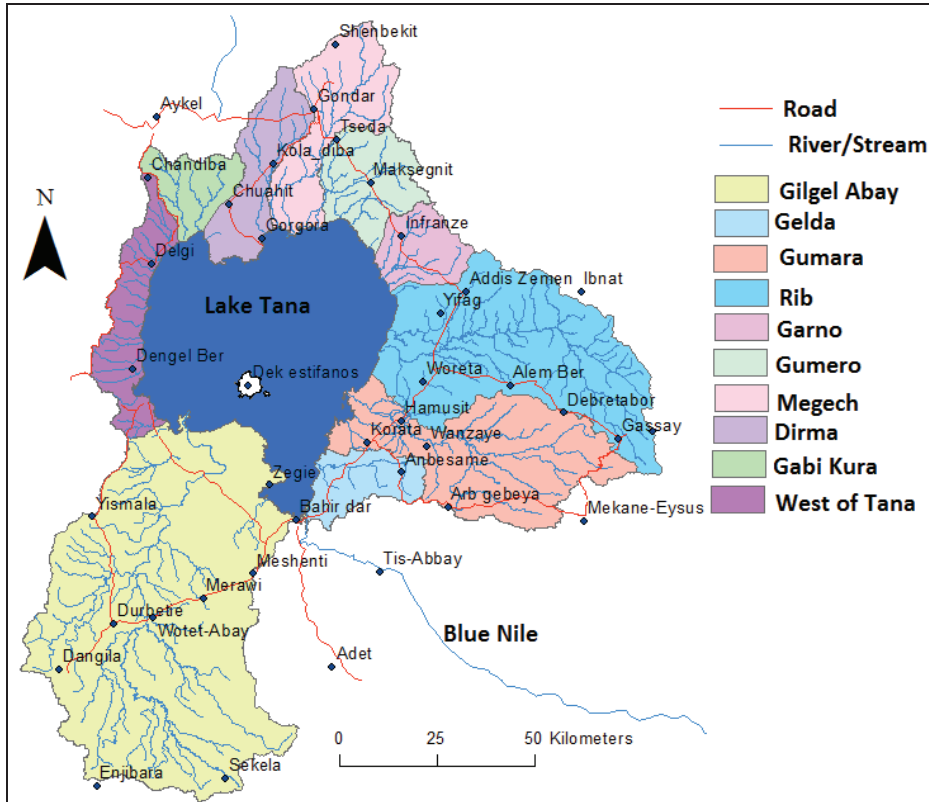 Shenbekit
Gondar
Aykel
Tseda
Kola_diba
Maksegnit
Chandiba
Chuahit
N
Infranze
Gorgora
Delgi
Addis Zemen
Ibnat
Lake Tana
Yifag
Dengel Ber
Dek estifanos
Woreta
Alem Ber
Debretabor
Hamusit
Gassay
Korata
Wanzaye
Anbesame
Zegie
Yismala
Bahir dar
Arb gebeya
Mekane-Eysus
Meshenti
Tis-Abbay
Merawi
Durbetie
Wotet-Abay
Blue Nile
Dangila
Adet
0 25 50 Kilometers
Enjibara
Sekela
Road
River/Stream
Gilgel Abay
Gelda
Gumara
Rib
Garno
Gumero
Megech
Dirma
Gabi Kura
West of Tana